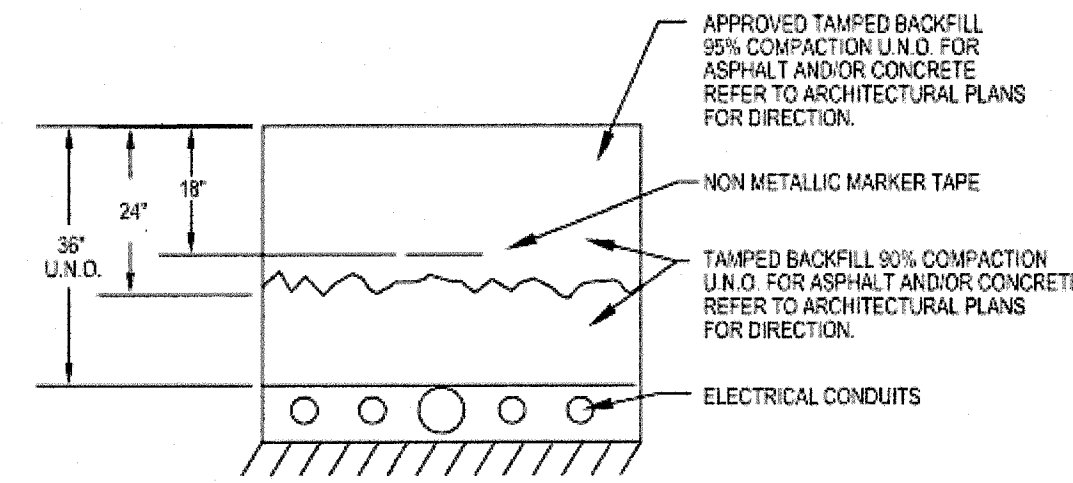 APPROVED TAMPED BACKFILL
95% COMPACTION U.N.O. FOR
ASPHALT AND/OR CONCRETE
REFER TO ARCHITECTURAL PLANS
FOR DIRECTION.
18"
NON METALLIC MARKER TAPE
24"
36"
U.N.O.
TAMPED BACKFILL 90% COMPACTION
U.N.O. FOR ASPHALT AND/OR CONCRETE
REFER TO ARCHITECTURAL PLANS
FOR DIRECTION.
ELECTRICAL CONDUITS